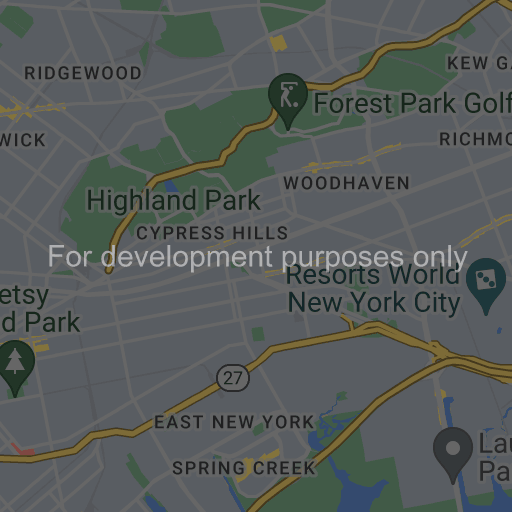 RIDGEWOOD
KEW G
Forest Park Golf
WICK
RICHMO
WOODHAVEN
Highland Park
CYPRESS HILLS
For development purposes only
Resorts World
New York City
etsy
d Park
27
EAST NEW YORK
Lau
Pa
SPRING CREEK